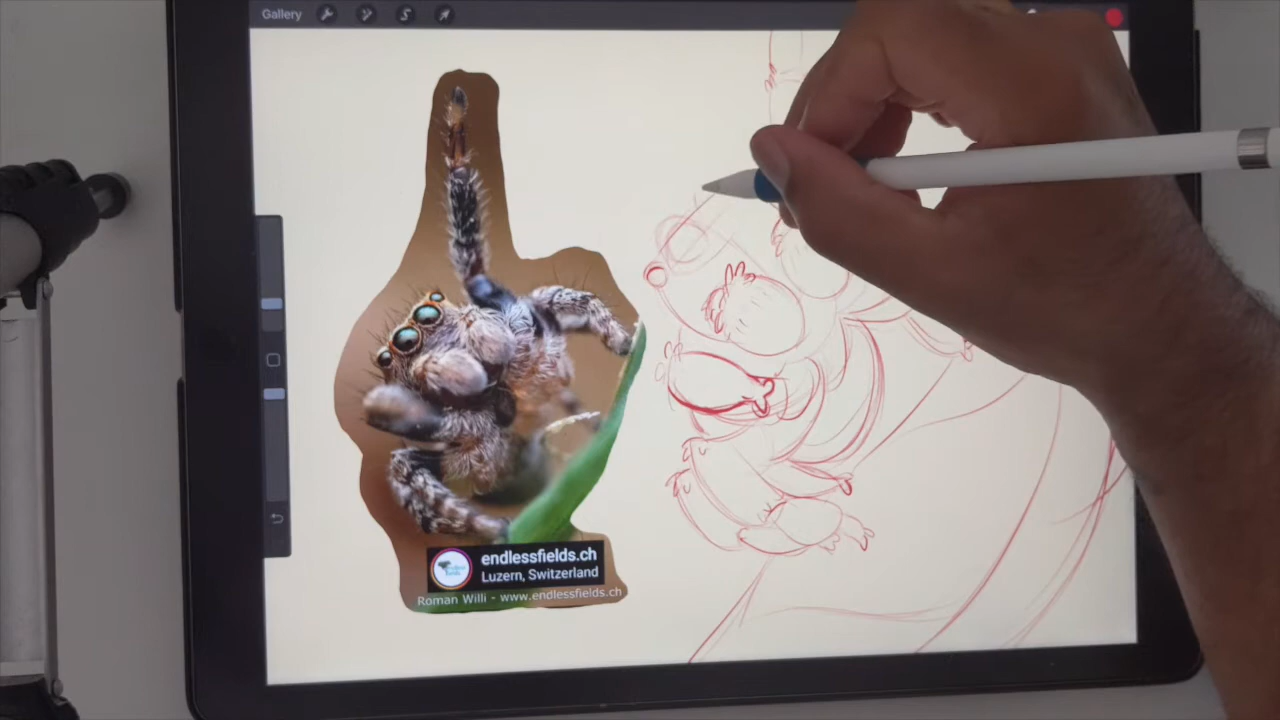 Gallery
endlessfields.ch
Luzern, Switzerland
Roman Willi - www.endlessfields.ch